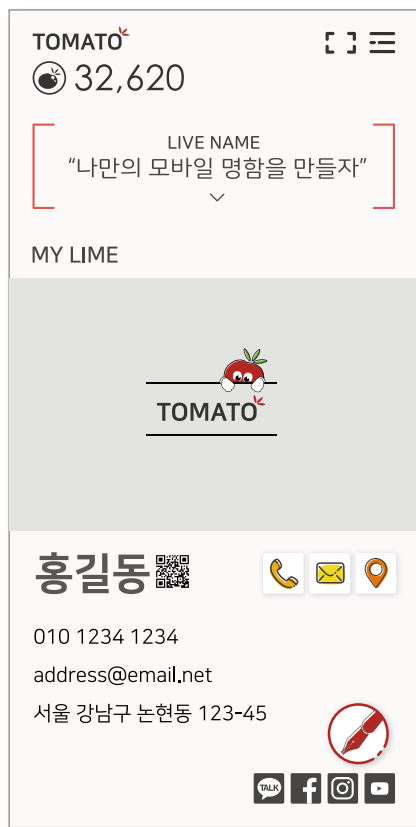 TOMATO
32,620
LIVE NAME
“나만의 모바일 명함을 만들자”
MY LIME
TOMATO
홍길동
010 1234 1234
address@email.net
서울 강남구 논현동 123-45
TALK